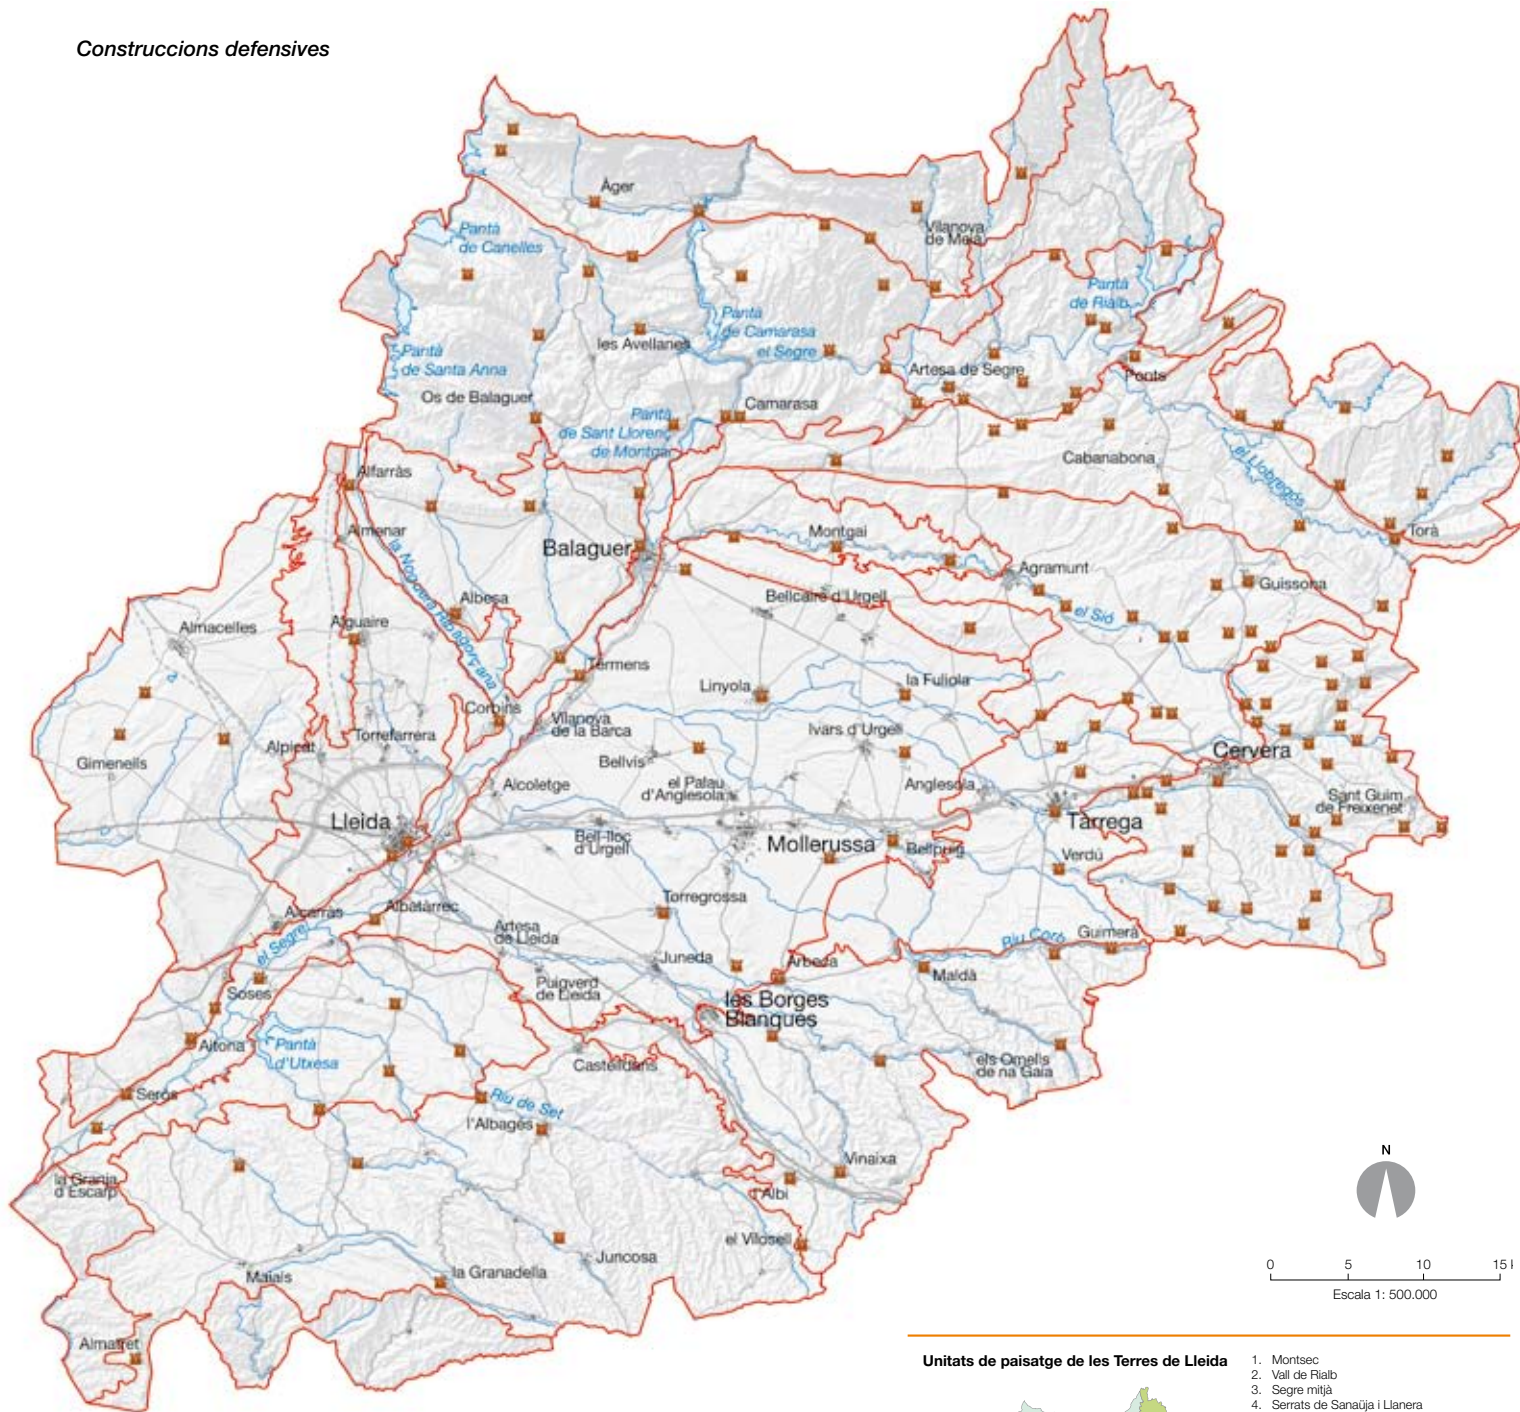 Construccions defensives
Àger
Pantà
de Canelles
Vilanova
de Meià
Pantà
de Rialb
Pantà
de Camarasa
el Segre
les Avellanes
Pantà
de Santa Anna
Artesa de Segre
Ponts
Os de Balaguer
Camarasa
Pantà
de Sant Llorenç
de Montgai
Cabanabona
el Llobregós
Alfarràs
Almenar
la Noguera Ribagorçana
Balaguer
Montgai
Torà
Agramunt
Guissona
Bellcaire d'Urgell
el Sió
Albesa
Alguaire
Almacelles
Térmens
Linyola
la Fuliola
Corbins
Vilanova
de la Barca
Torrefarrera
Alpicat
Ivars d'Urgell
Cervera
Gimenells
Bellvís
Alcoletge
el Palau
d'Anglesola
Anglesola
Sant Guim
de Freixenet
Lleida
Bell-lloc
d'Urgell
Mollerussa
Bellpuig
Tàrrega
Verdú
Torregrossa
Alcarràs
Albatàrrec
Artesa
de Lleida
el Segre
Riu Corb
Guimerà
Juneda
Arbeca
Maldà
Puigverd
de Lleida
Soses
les Borges
Blanques
Aitona
Pantà
d'Utxesa
Castelldans
els Omells
de na Gaia
Seròs
Riu de Set
l'Albagés
Vinaixa
la Granja
d'Escarp
l'Albi
el Vilosell
Juncosa
Maials
la Granadella
Almatret
N
0 5 10 15
Escala 1: 500.000
Unitats de paisatge de les Terres de Lleida
1. Montsec
2. Vall de Rialb
3. Segre mitjà
4. Serrats de Sanaüja i Llanera